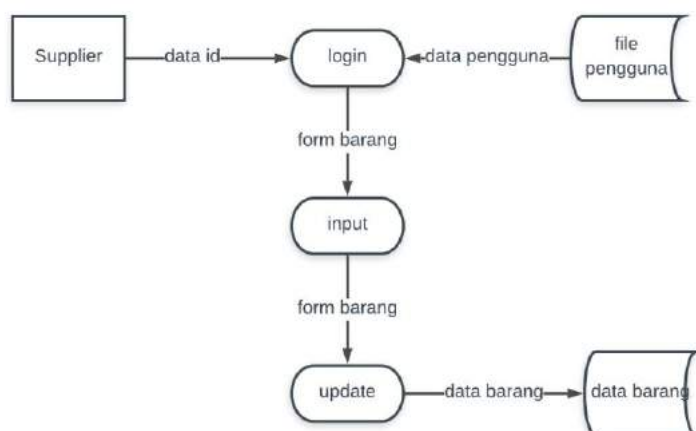 Supplier
data id
login
data pengguna
file
pengguna
form barang
input
form barang
update
data barang
data barang